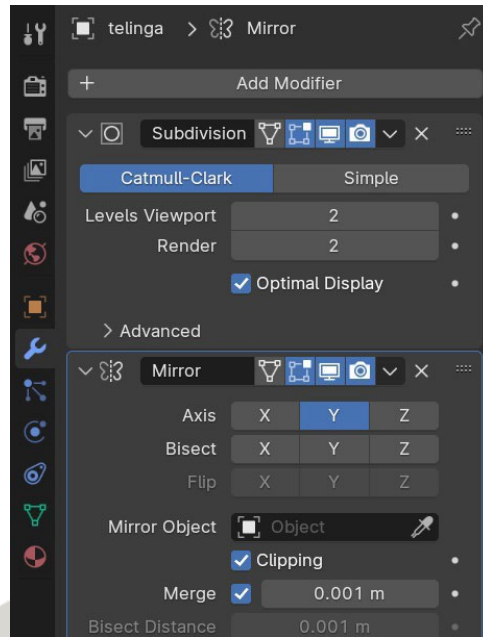 telinga > Mirror
+ Add Modifier
Subdivision
Catmull-Clark Simple
Levels Viewport 2
Render 2
Optimal Display
> Advanced
Mirror
Axis X Y Z
Bisect X Y Z
Flip X Y Z
Mirror Object Object
Clipping
Merge 0.001 m
Bisect Distance 0.001 m